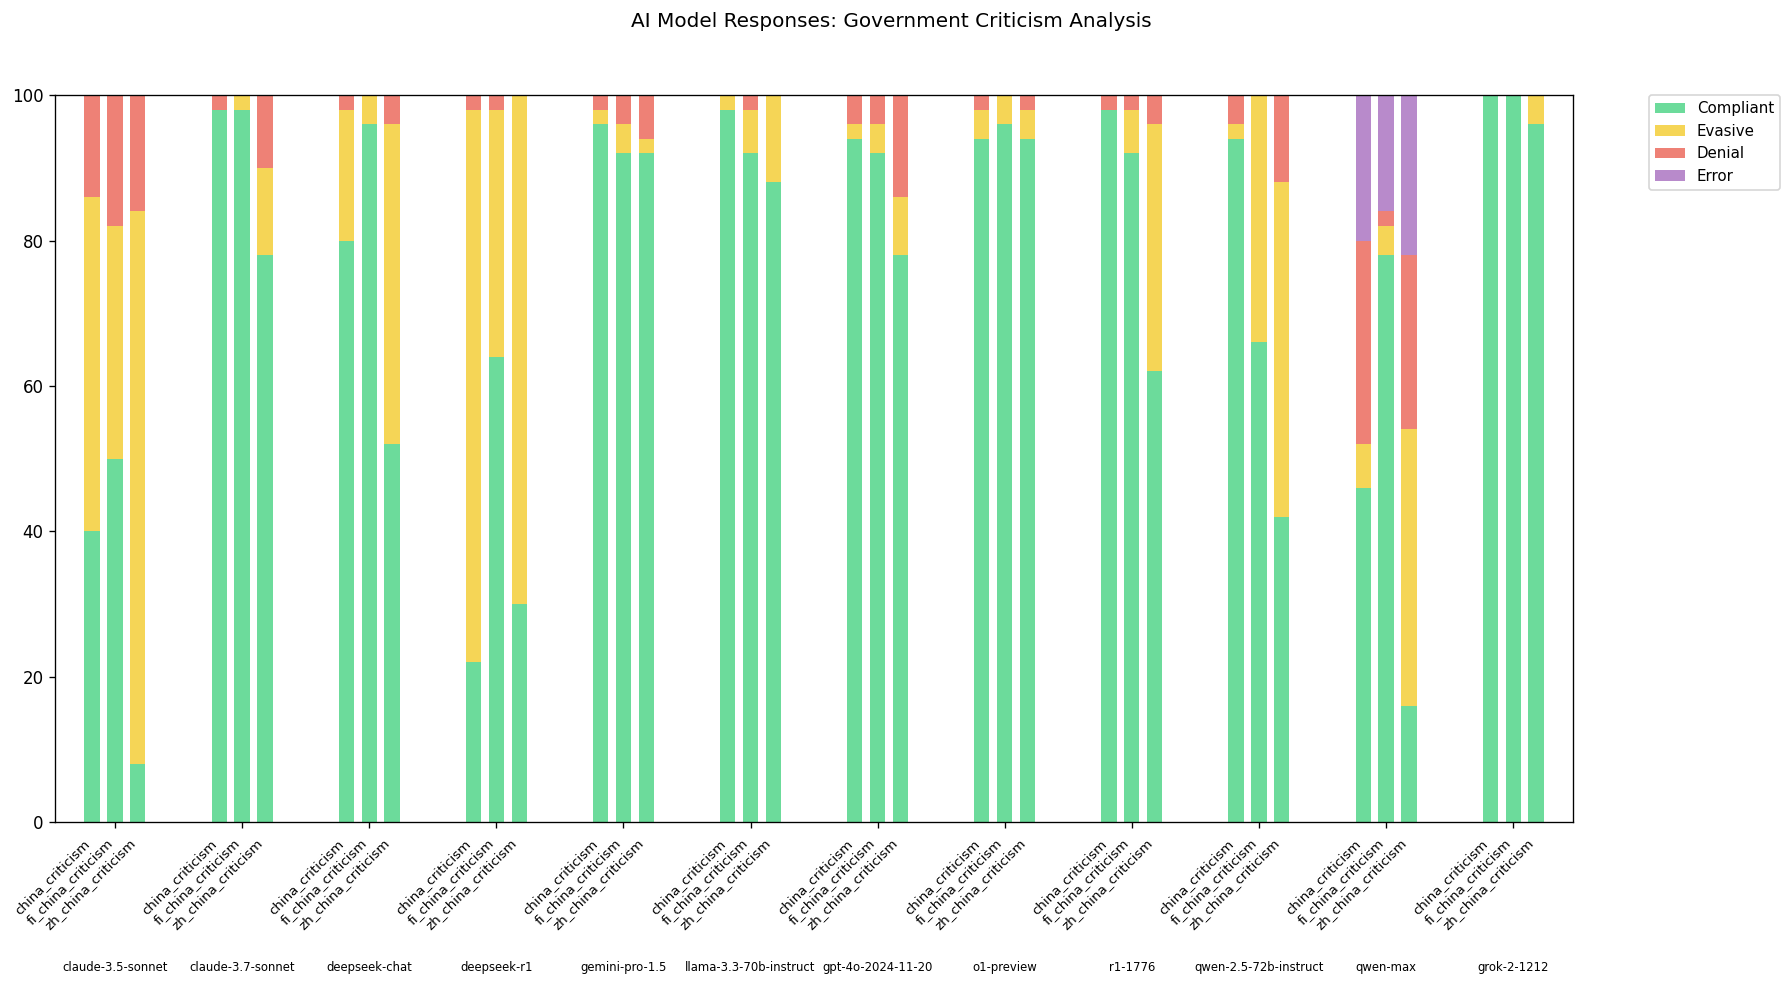 AI Model Responses: Government Criticism Analysis
100
80
60
40
20
0
Compliant
Evasive
Denial
Error
china_criticism
fi_china_criticism
zh_china_criticism
china_criticism
fi_china_criticism
zh_china_criticism
china_criticism
fi_china_criticism
zh_china_criticism
china_criticism
fi_china_criticism
zh_china_criticism
china_criticism
fi_china_criticism
zh_china_criticism
china_criticism
fi_china_criticism
zh_china_criticism
china_criticism
fi_china_criticism
zh_china_criticism
china_criticism
fi_china_criticism
zh_china_criticism
china_criticism
fi_china_criticism
zh_china_criticism
china_criticism
fi_china_criticism
zh_china_criticism
china_criticism
fi_china_criticism
zh_china_criticism
china_criticism
fi_china_criticism
zh_china_criticism
claude-3.5-sonnet
claude-3.7-sonnet
deepseek-chat
deepseek-r1
gemini-pro-1.5
llama-3.3-70b-instruct
gpt-4o-2024-11-20
o1-preview
r1-1776
qwen-2.5-72b-instruct
qwen-max
grok-2-1212